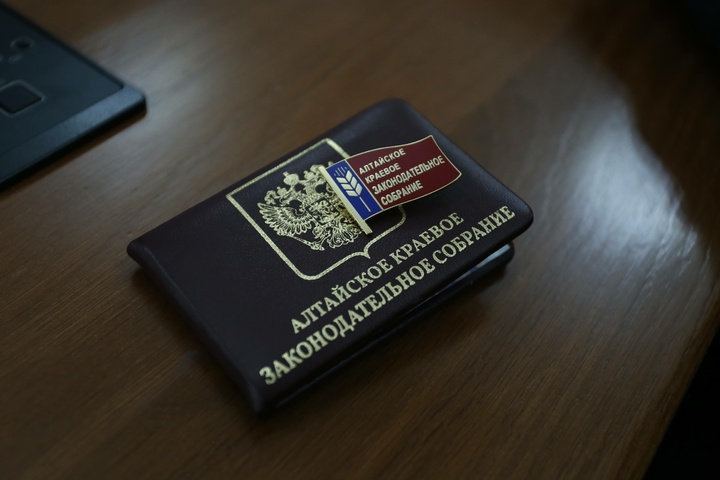 АЛТАЙСКОЕ
КРАЕВОЕ
ЗАКОНОДАТЕЛЬНОЕ
СОБРАНИЕ
АЛТАЙСКОЕ КРАЕВОЕ
ЗАКОНОДАТЕЛЬНОЕ СОБРАНИЕ